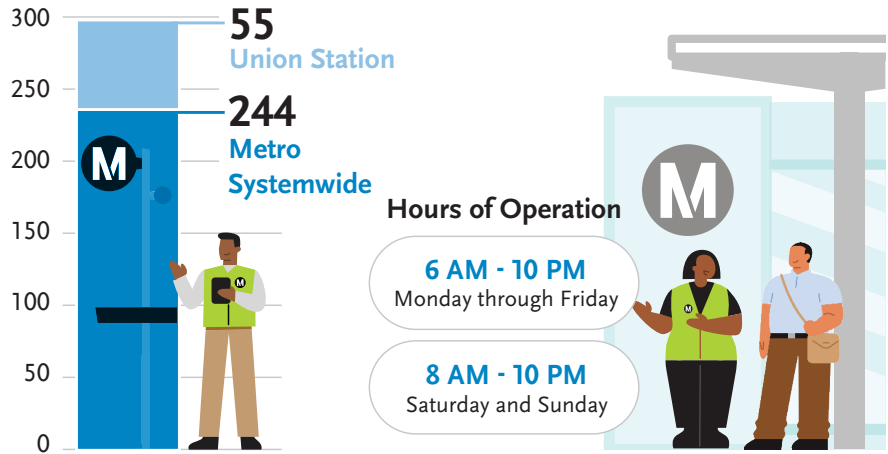 300
250
200
150
100
50
0
55
Union Station
244
Metro
Systemwide
M
M
Hours of Operation
6 AM - 10 PM
Monday through Friday
8 AM - 10 PM
Saturday and Sunday
M
M